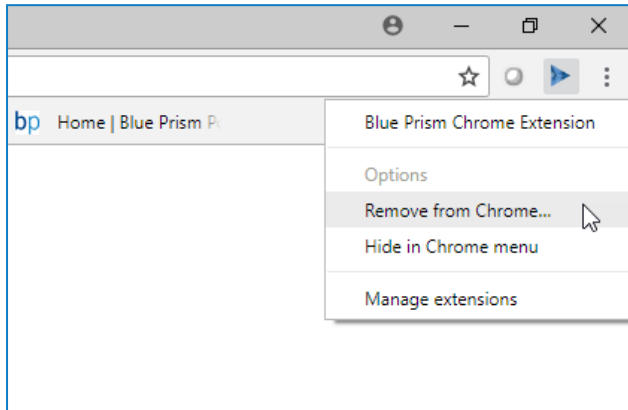 bp Home | Blue Prism P
Blue Prism Chrome Extension
Options
Remove from Chrome...
Hide in Chrome menu
Manage extensions